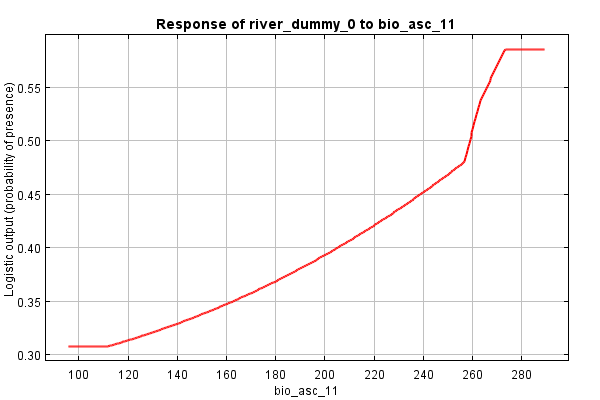 Response of river_dummy_0 to bio_asc_11
Logistic output (probability of presence)
0.55
0.50
0.45
0.40
0.35
0.30
100 120 140 160 180 200 220 240 260 280
bio_asc_11